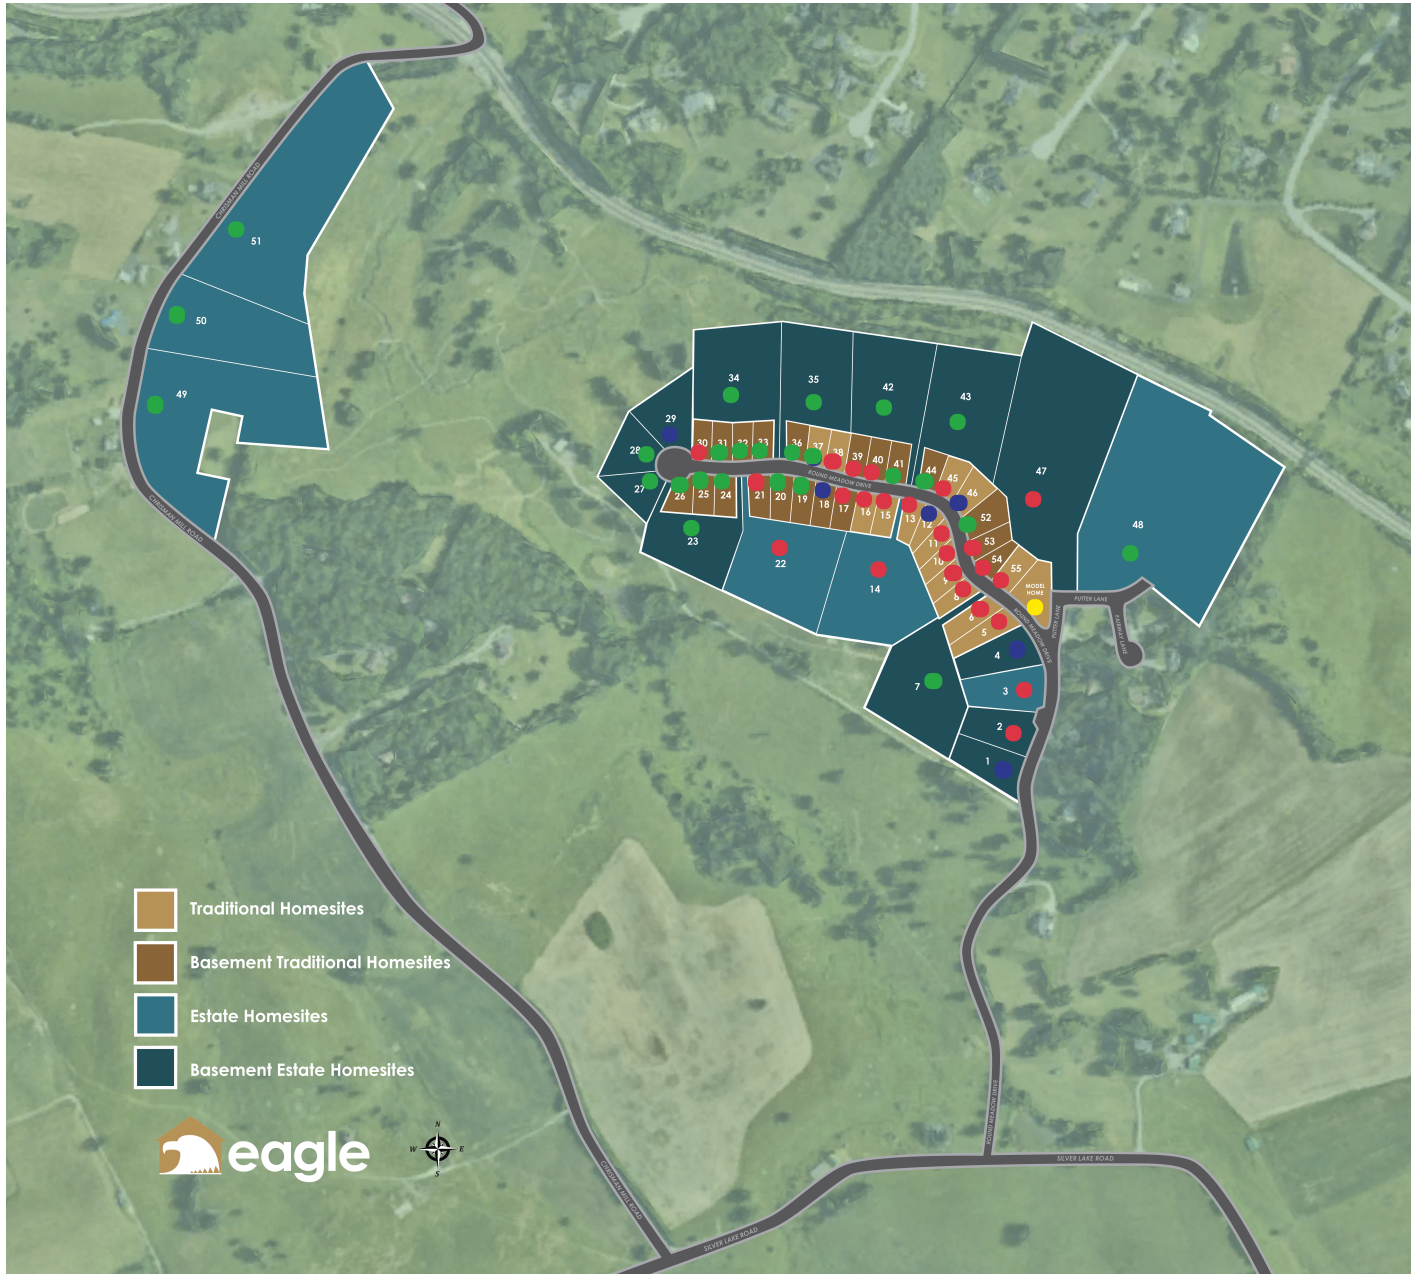 CHRISMAN MILL ROAD
51
50
49
CHRISMAN MILL ROAD
34
35
42
43
29
28
27
30
31
32
33
36
37
38
39
40
41
44
45
46
47
48
ROUND MEADOW DRIVE
26
25
24
21
20
19
18
17
16
15
13
12
52
53
54
55
11
10
9
8
23
22
14
MODEL
HOME
6
5
4
3
2
1
7
ROUND MEADOW DRIVE
PUTTER LANE
PUTTER LANE
FAIRWAY LANE
Traditional Homesites
Basement Traditional Homesites
Estate Homesites
Basement Estate Homesites
eagle
N
W E
S
CHRISMAN MILL ROAD
ROUND MEADOW DRIVE
SILVER LAKE ROAD
SILVER LAKE ROAD